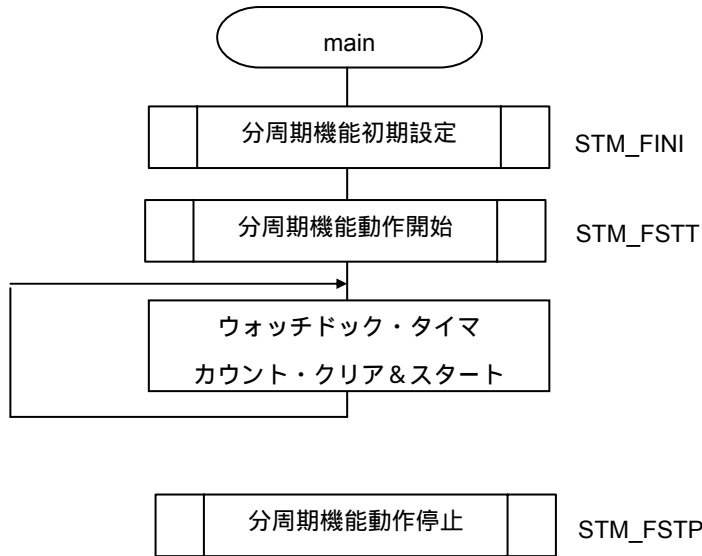 main
分周期機能初期設定
STM_FINI
分周期機能動作開始
STM_FSTT
ウォッチドック・タイマ
カウント・クリア＆スタート
分周期機能動作停止
STM_FSTP